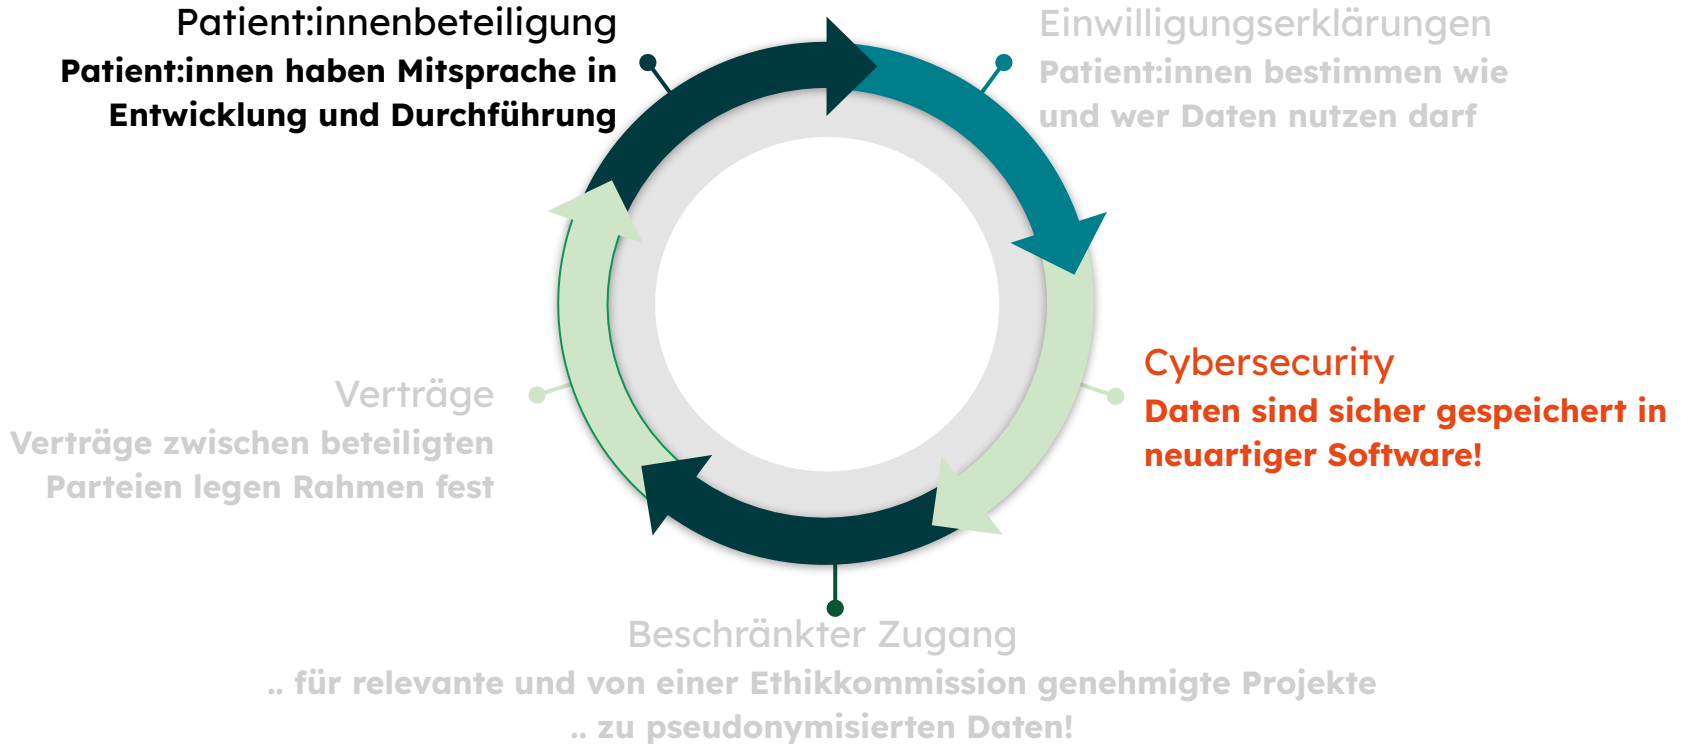 Patient:innenbeteiligung
Patient:innen haben Mitsprache in
Entwicklung und Durchführung
Einwilligungserklärungen
Patient:innen bestimmen wie
und wer Daten nutzen darf
Cybersecurity
Daten sind sicher gespeichert in
neuartiger Software!
Beschränkter Zugang
.. für relevante und von einer Ethikkommission genehmigte Projekte
.. zu pseudonymisierten Daten!
Verträge
Verträge zwischen beteiligten
Parteien legen Rahmen fest